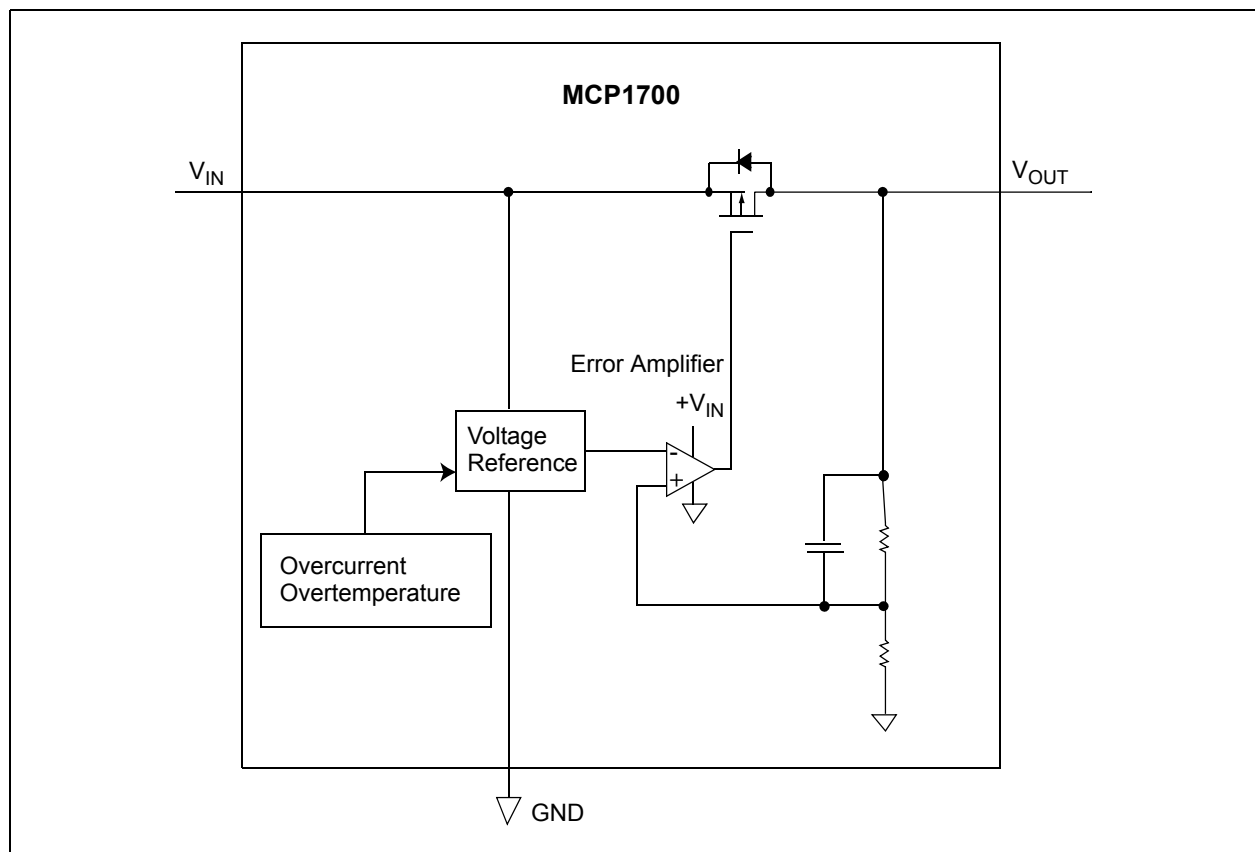 MCP1700
V_IN
V_OUT
Error Amplifier
+V_IN
Voltage
Reference
-
+
Overcurrent
Overtemperature
GND